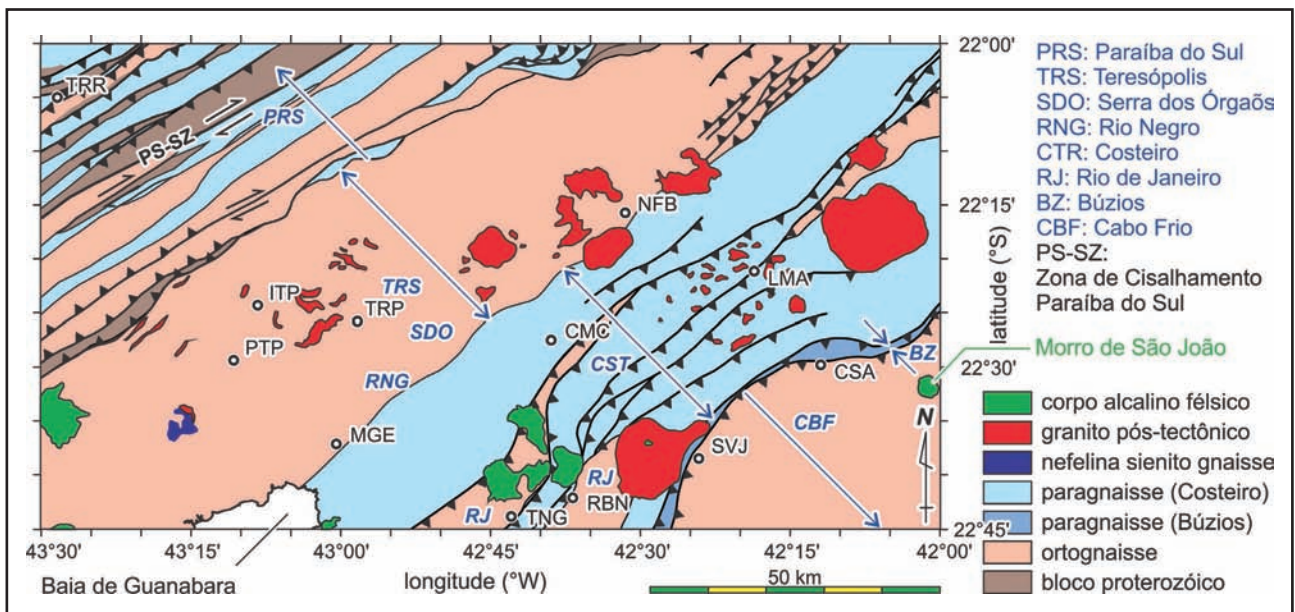 TRR
PS-SZ
PRS
NFB
ITP
TRS
TRP
SDO
PTP
LMA
CMC
CST
BZ
CSA
RNG
CBF
MGE
SVJ
RJ
RBN
RJ
TNG
43°30'
43°15'
43°00'
42°45'
42°30'
42°15'
42°00'
longitude (°W)
Baia de Guanabara
50 km
22°00'
22°15'
22°30'
22°45'
latitude (°S)
N
PRS: Paraíba do Sul
TRS: Teresópolis
SDO: Serra dos Órgaõs
RNG: Rio Negro
CTR: Costeiro
RJ: Rio de Janeiro
BZ: Búzios
CBF: Cabo Frio
PS-SZ:
Zona de Cisalhamento
Paraíba do Sul
Morro de São João
corpo alcalino félsico
granito pós-tectônico
nefelina sienito gnaisse
paragnaisse (Costeiro)
paragnaisse (Búzios)
ortognaisse
bloco proterozóico